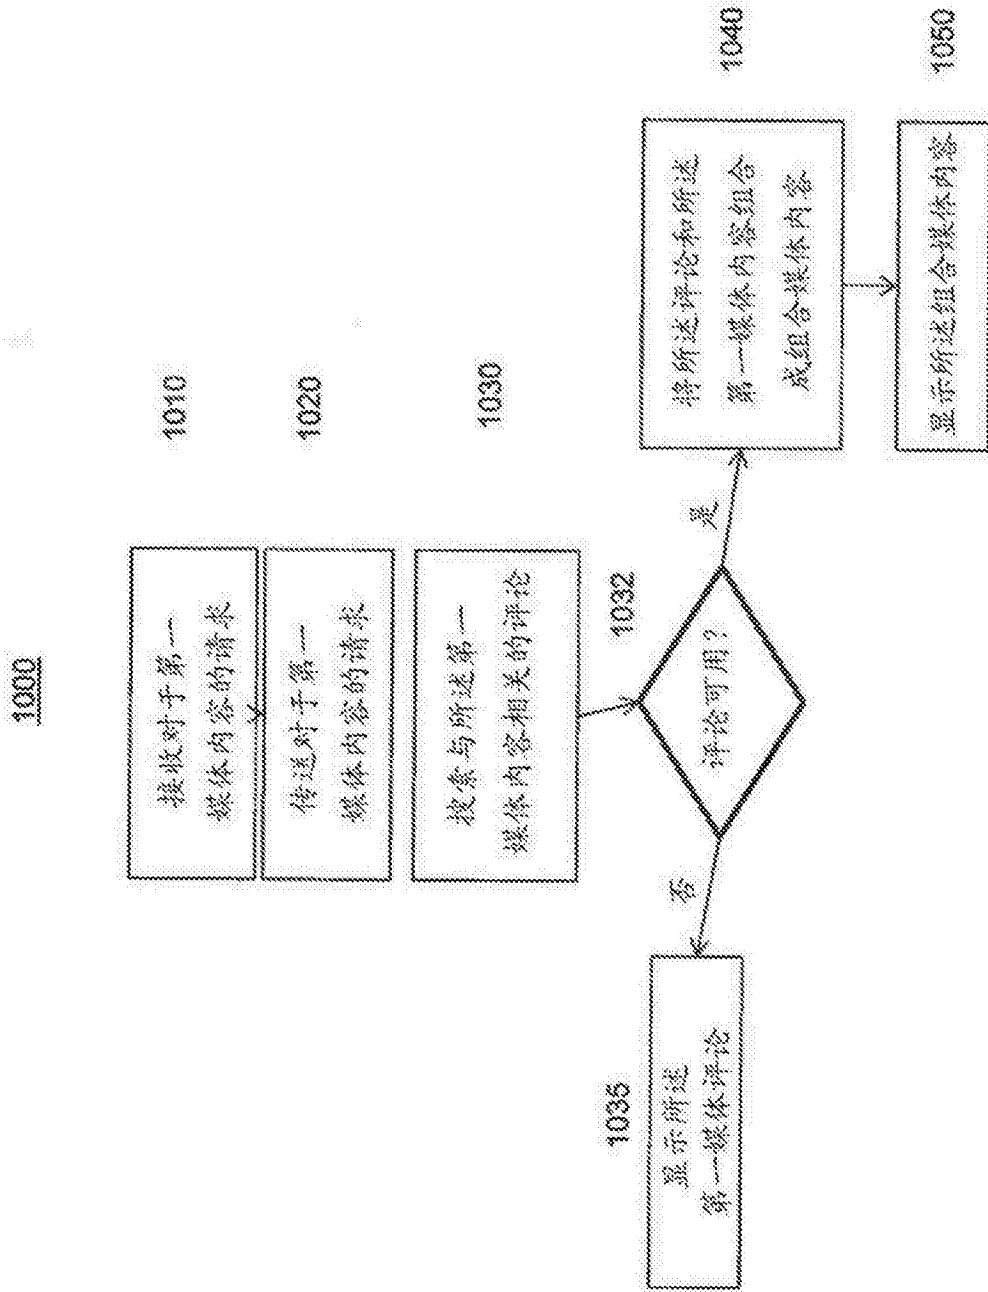 1000
接收对于第一
媒体内容的请求
1010
传送对于第一
媒体内容的请求
1020
搜索与所述第一
媒体内容相关的评论
1030
评论可用?
1032
否
是
显示所述
第一媒体评论
1035
将所述评论和所述
第一媒体内容组合
成组合媒体内容
1040
显示所述组合媒体内容
1050